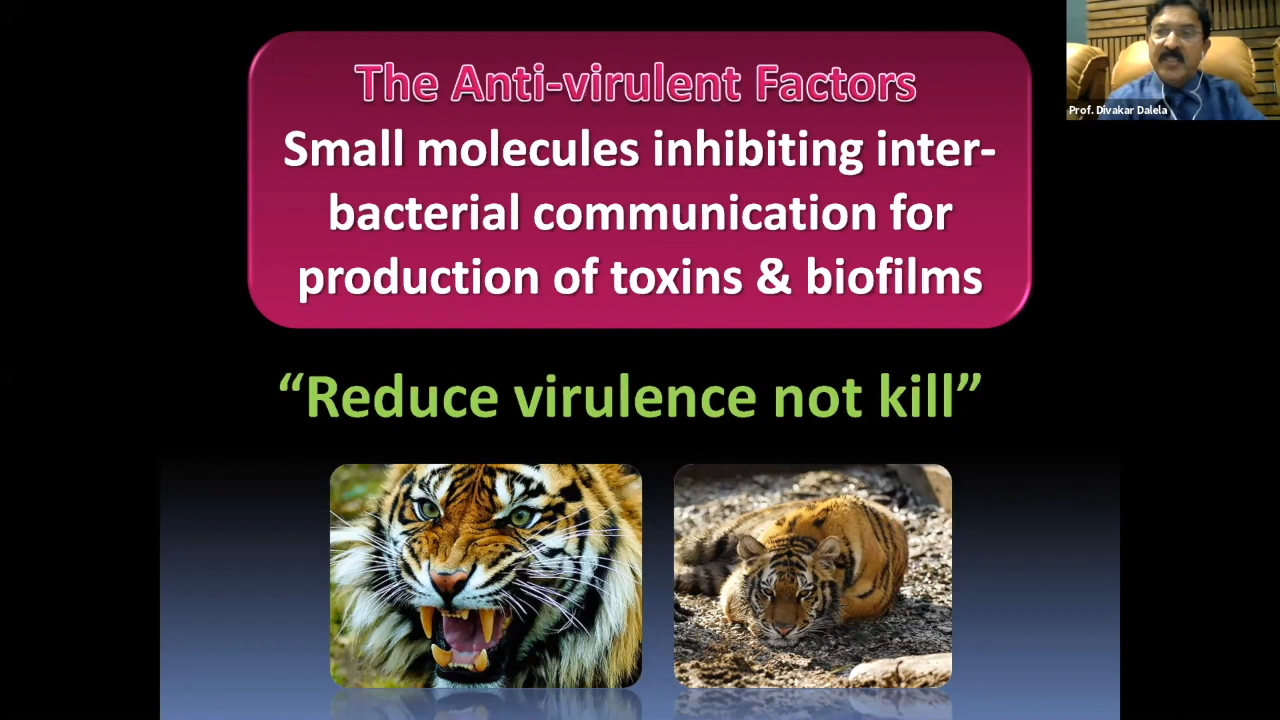 The Anti-virulent Factors
Small molecules inhibiting inter-
bacterial communication for
production of toxins & biofilms
“Reduce virulence not kill”
Prof. Divakar Dalela